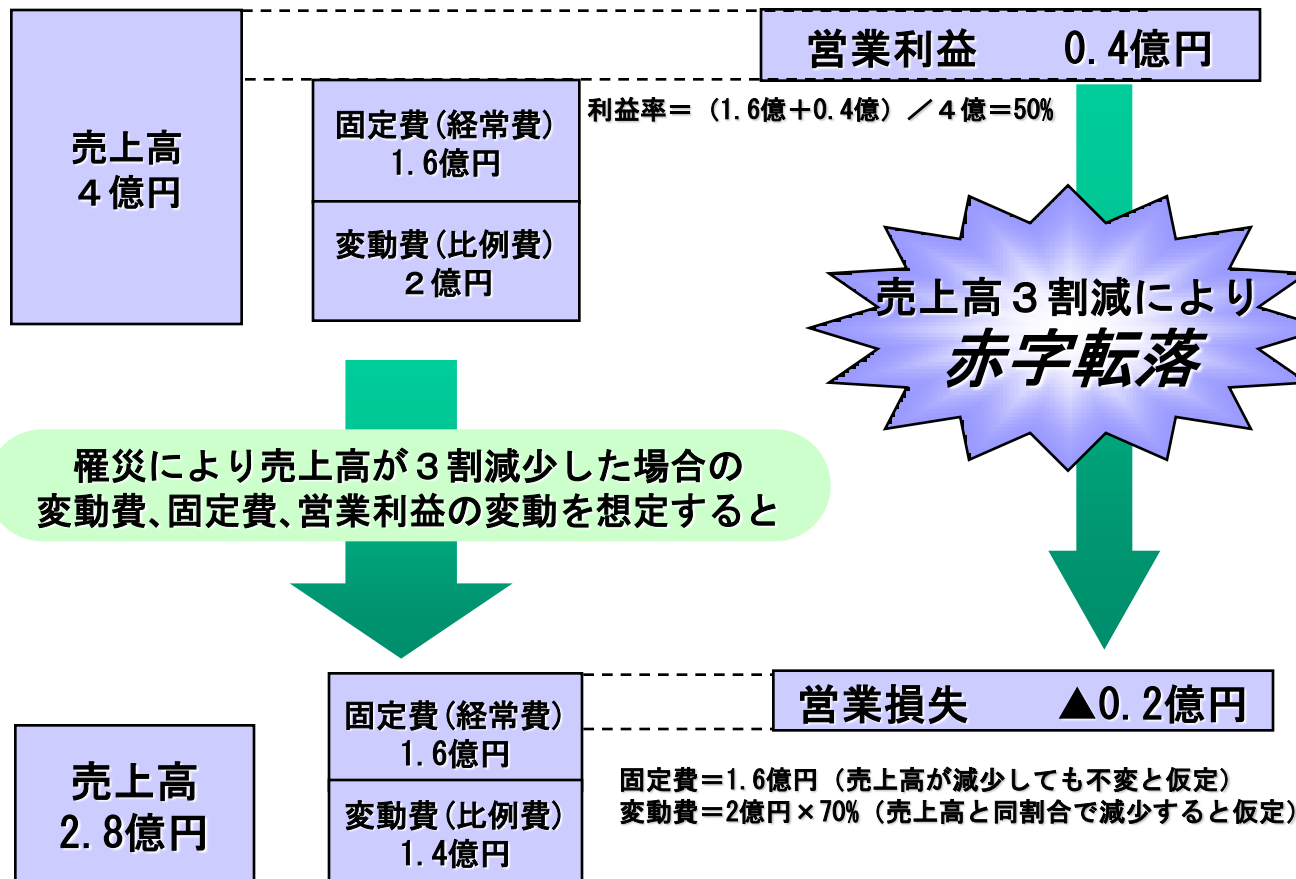 売上高
４億円
固定費(経常費)
1.6億円
変動費(比例費)
２億円
営業利益　　0.4億円
利益率＝（1.6億＋0.4億）／４億＝50%
売上高３割減により
赤字転落
罹災により売上高が３割減少した場合の
変動費、固定費、営業利益の変動を想定すると
売上高
2.8億円
固定費(経常費)
1.6億円
変動費(比例費)
1.4億円
営業損失　　▲0.2億円
固定費＝1.6億円（売上高が減少しても不変と仮定）
変動費＝2億円×70%（売上高と同割合で減少すると仮定）